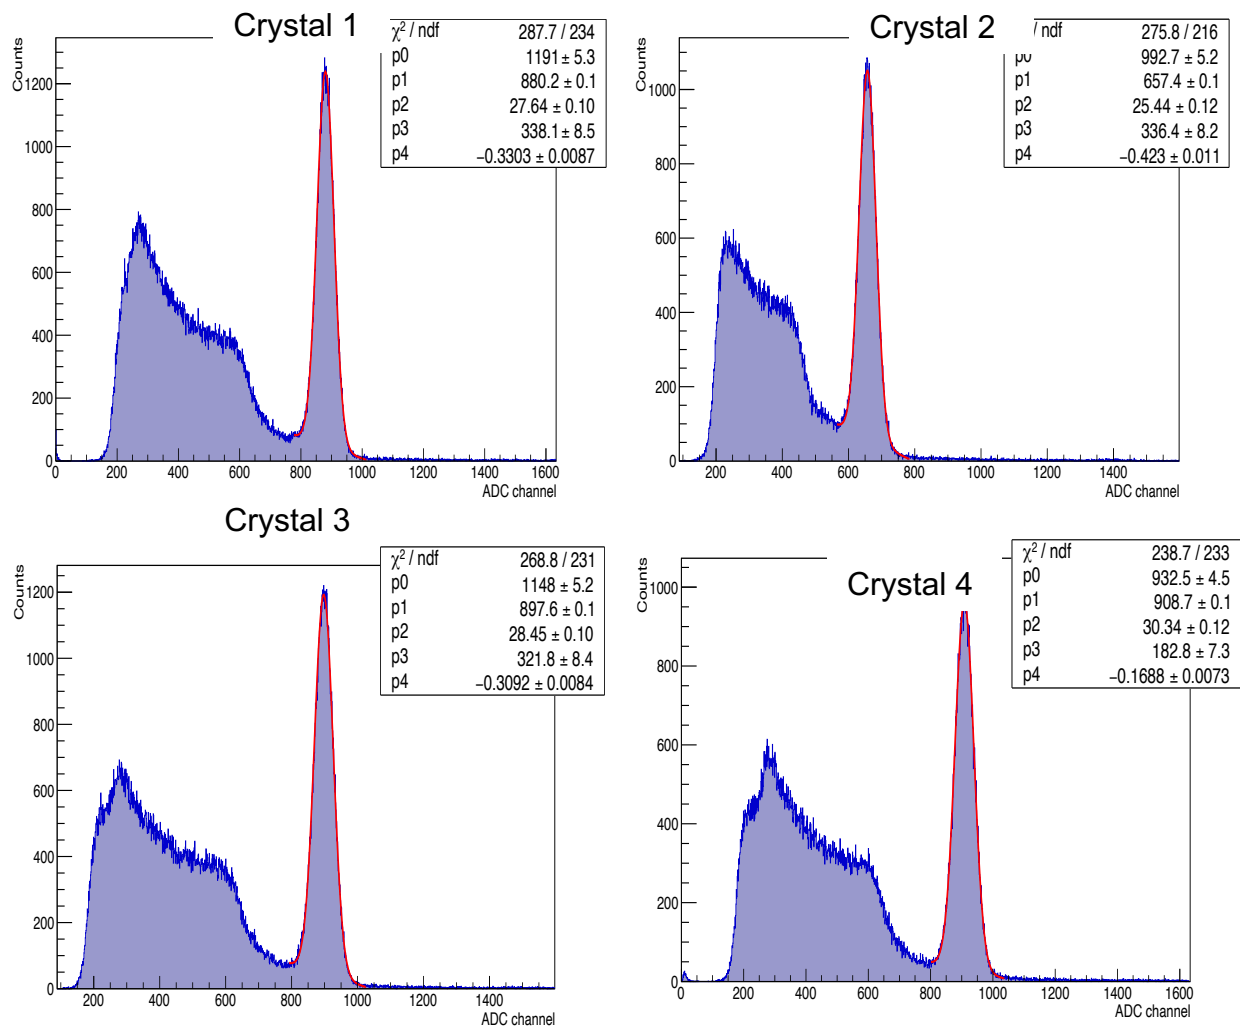 Crystal 1
χ² / ndf 287.7 / 234
p0 1191 ± 5.3
p1 880.2 ± 0.1
p2 27.64 ± 0.10
p3 338.1 ± 8.5
p4 −0.3303 ± 0.0087
Counts
1200
1000
800
600
400
200
0
0 200 400 600 800 1000 1200 1400 1600
ADC channel
Crystal 2
/ ndf 275.8 / 216
p0 992.7 ± 5.2
p1 657.4 ± 0.1
p2 25.44 ± 0.12
p3 336.4 ± 8.2
p4 −0.423 ± 0.011
Counts
1000
800
600
400
200
0
200 400 600 800 1000 1200 1400
ADC channel
Crystal 3
χ² / ndf 268.8 / 231
p0 1148 ± 5.2
p1 897.6 ± 0.1
p2 28.45 ± 0.10
p3 321.8 ± 8.4
p4 −0.3092 ± 0.0084
Counts
1200
1000
800
600
400
200
0
200 400 600 800 1000 1200 1400
ADC channel
Crystal 4
χ² / ndf 238.7 / 233
p0 932.5 ± 4.5
p1 908.7 ± 0.1
p2 30.34 ± 0.12
p3 182.8 ± 7.3
p4 −0.1688 ± 0.0073
Counts
1000
800
600
400
200
0
0 200 400 600 800 1000 1200 1400 1600
ADC channel